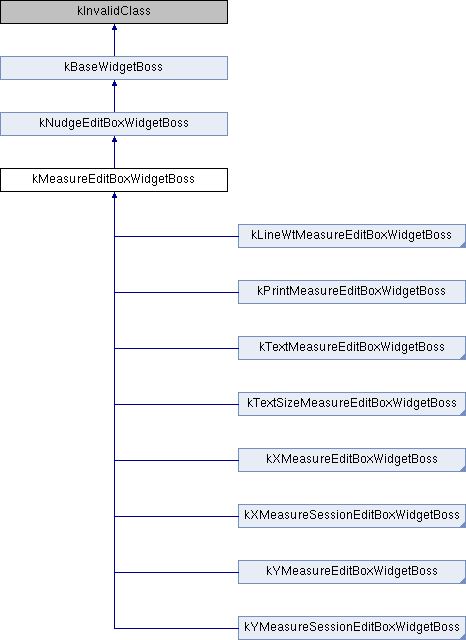 kInvalidClass
kBaseWidgetBoss
kNudgeEditBoxWidgetBoss
kMeasureEditBoxWidgetBoss
kLineWtMeasureEditBoxWidgetBoss
kPrintMeasureEditBoxWidgetBoss
kTextMeasureEditBoxWidgetBoss
kTextSizeMeasureEditBoxWidgetBoss
kXMeasureEditBoxWidgetBoss
kXMeasureSessionEditBoxWidgetBoss
kYMeasureEditBoxWidgetBoss
kYMeasureSessionEditBoxWidgetBoss